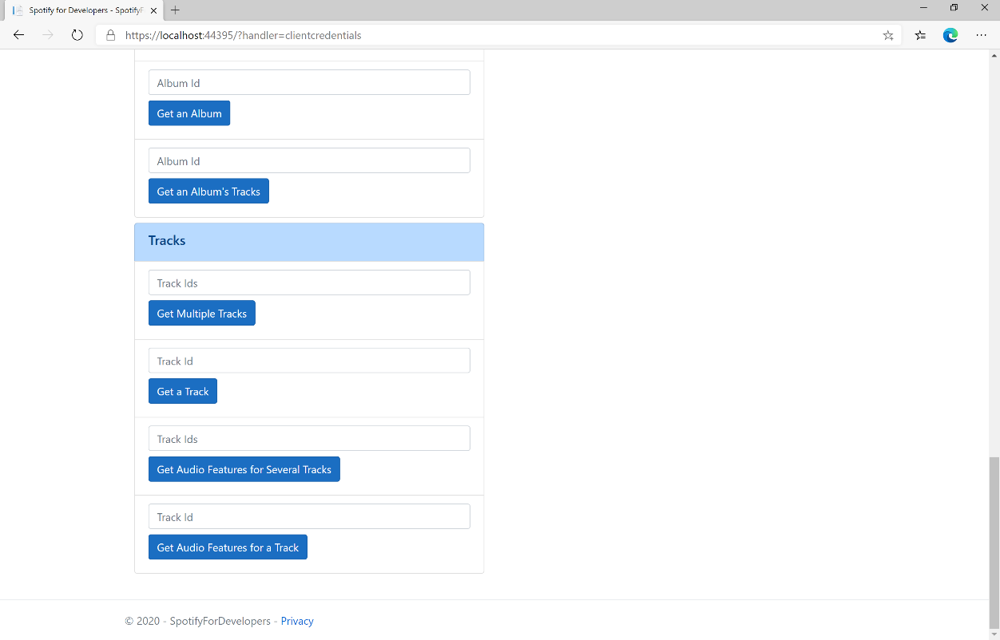 Spotify for Developers - SpotifyF
https://localhost:44395/?handler=clientcredentials
Album Id
Get an Album
Album Id
Get an Album's Tracks
Tracks
Track Ids
Get Multiple Tracks
Track Id
Get a Track
Track Ids
Get Audio Features for Several Tracks
Track Id
Get Audio Features for a Track
© 2020 - SpotifyForDevelopers - Privacy